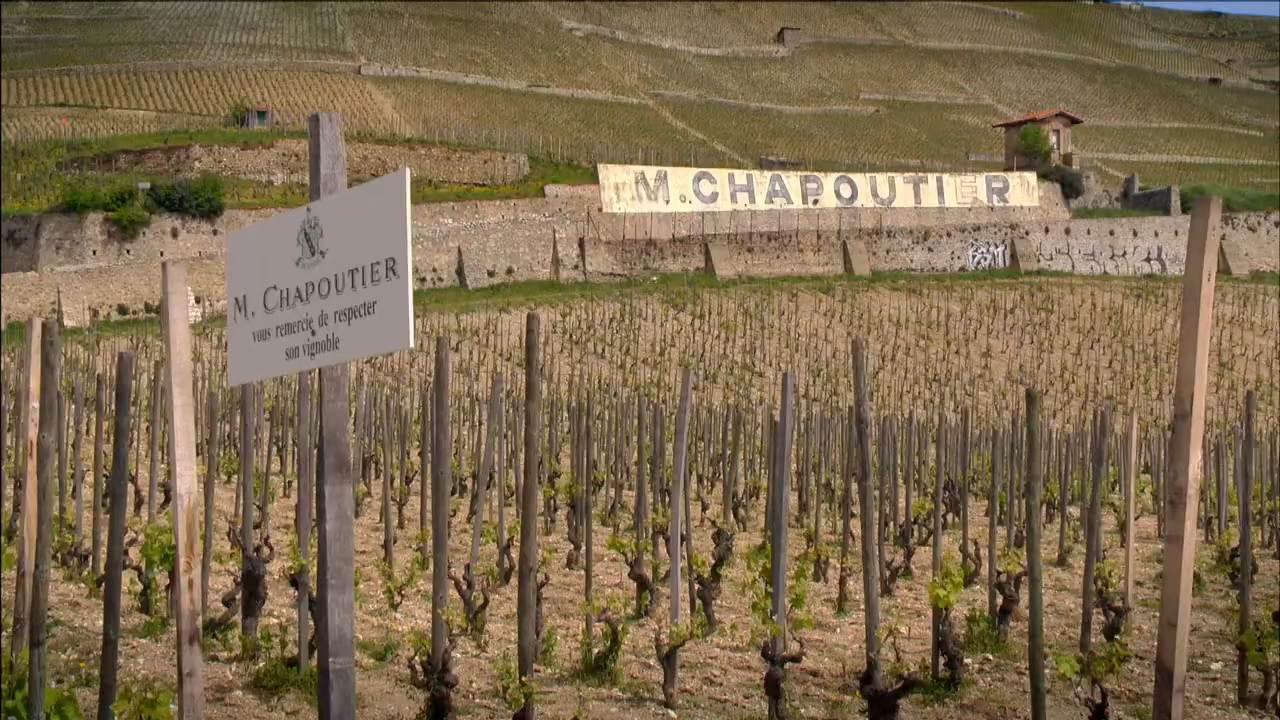 M. CHAPOUTIER
M. CHAPOUTIER
vous remercie de respecter
son vignoble